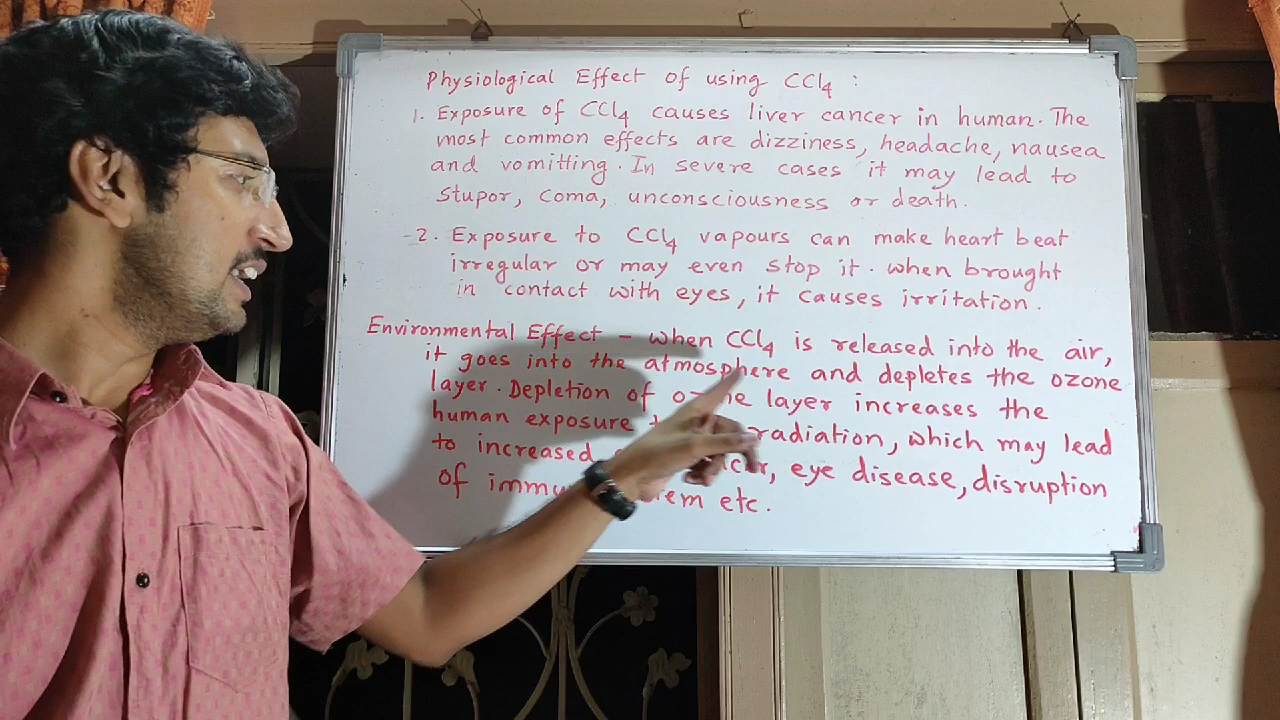 Physiological Effect of using CCl4 :
1. Exposure of CCl4 causes liver cancer in human. The
most common effects are dizziness, headache, nausea
and vomitting. In severe cases it may lead to
stupor, coma, unconsciousness or death.
2. Exposure to CCl4 vapours can make heart beat
irregular or may even stop it. when brought
in contact with eyes, it causes irritation.
Environmental Effect - when CCl4 is released into the air,
it goes into the atmosphere and depletes the ozone
layer. Depletion of layer increases the
human exposure radiation, which may lead
to increased eye disease, disruption
of etc.